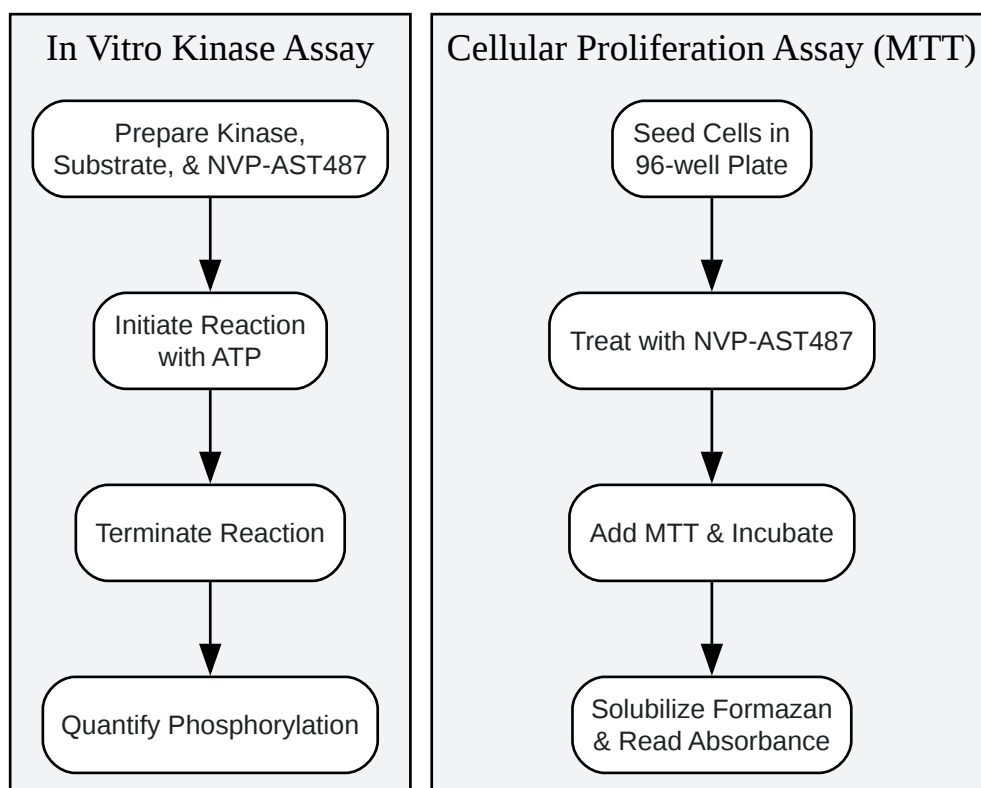 In Vitro Kinase Assay
Prepare Kinase,
Substrate, & NVP-AST487
Initiate Reaction
with ATP
Terminate Reaction
Quantify Phosphorylation
Cellular Proliferation Assay (MTT)
Seed Cells in
96-well Plate
Treat with NVP-AST487
Add MTT & Incubate
Solubilize Formazan
& Read Absorbance